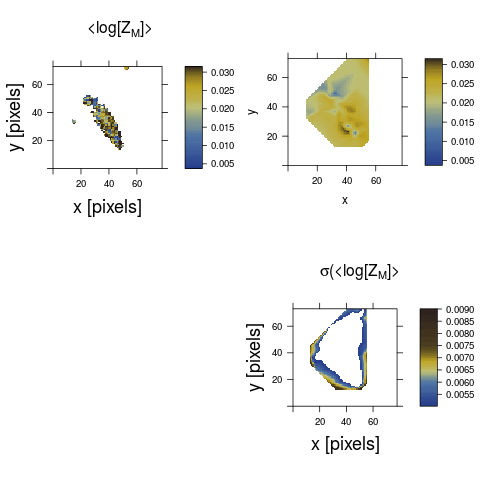 <log[Z_M]>
60
40
20
20 40 60
x [pixels]
y [pixels]
0.030
0.025
0.020
0.015
0.010
0.005
60
40
20
20 40 60
x
y
0.030
0.025
0.020
0.015
0.010
0.005
σ(<log[Z_M]>
60
40
20
20 40 60
x [pixels]
y [pixels]
0.0090
0.0085
0.0080
0.0075
0.0070
0.0065
0.0060
0.0055